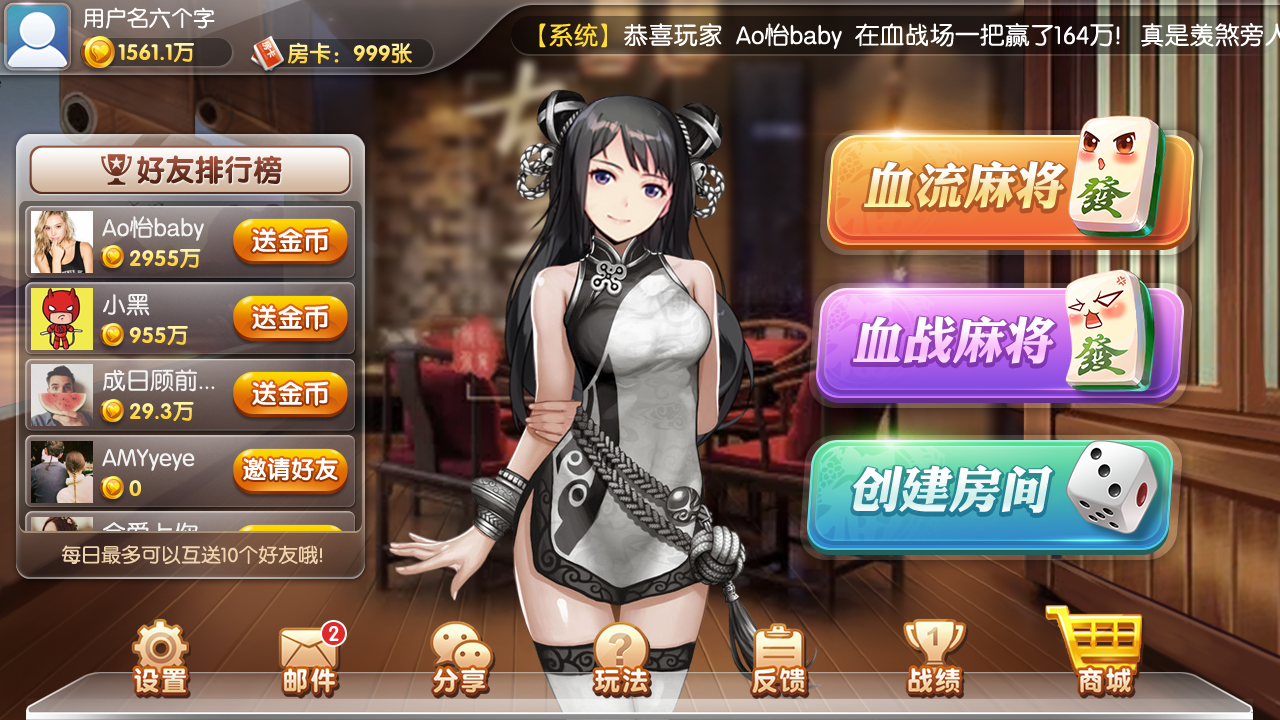 用户名六个字
1561.1万
房卡：999张
【系统】恭喜玩家 Ao怡baby 在血战场一把赢了164万！ 真是羡煞旁人
好友排行榜
Ao怡baby
2955万
送金币
小黑
955万
送金币
成日顾前...
29.3万
送金币
AMYyeye
0
邀请好友
每日最多可以互送10个好友哦!
血流麻将
發
血战麻将
發
创建房间
设置
2
邮件
分享
?
玩法
反馈
1
战绩
商城